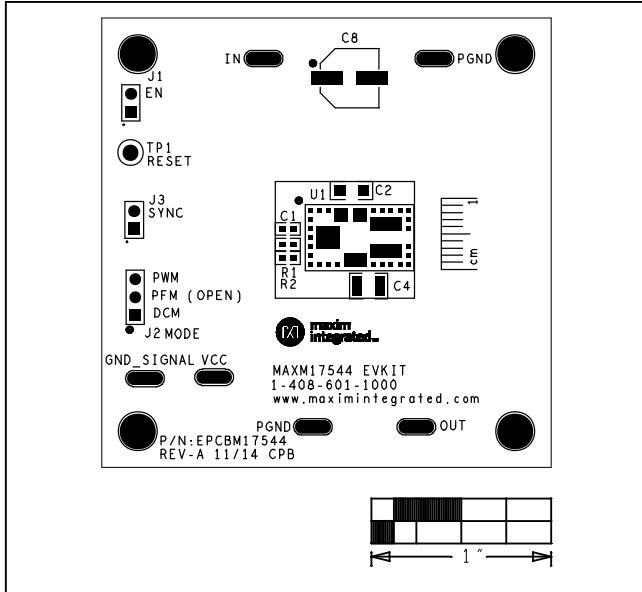 C8
IN
PGND
J1
EN
TP1
RESET
J3
SYNC
U1
C2
C1
R1
R2
C4
1
cm
PWM
PFM (OPEN)
DCM
J2 MODE
maxim
integrated™
GND_SIGNAL VCC
MAXM17544 EVKIT
1-408-601-1000
www.maximintegrated.com
PGND
OUT
P/N:EPCBM17544
REV-A 11/14 CPB
1"